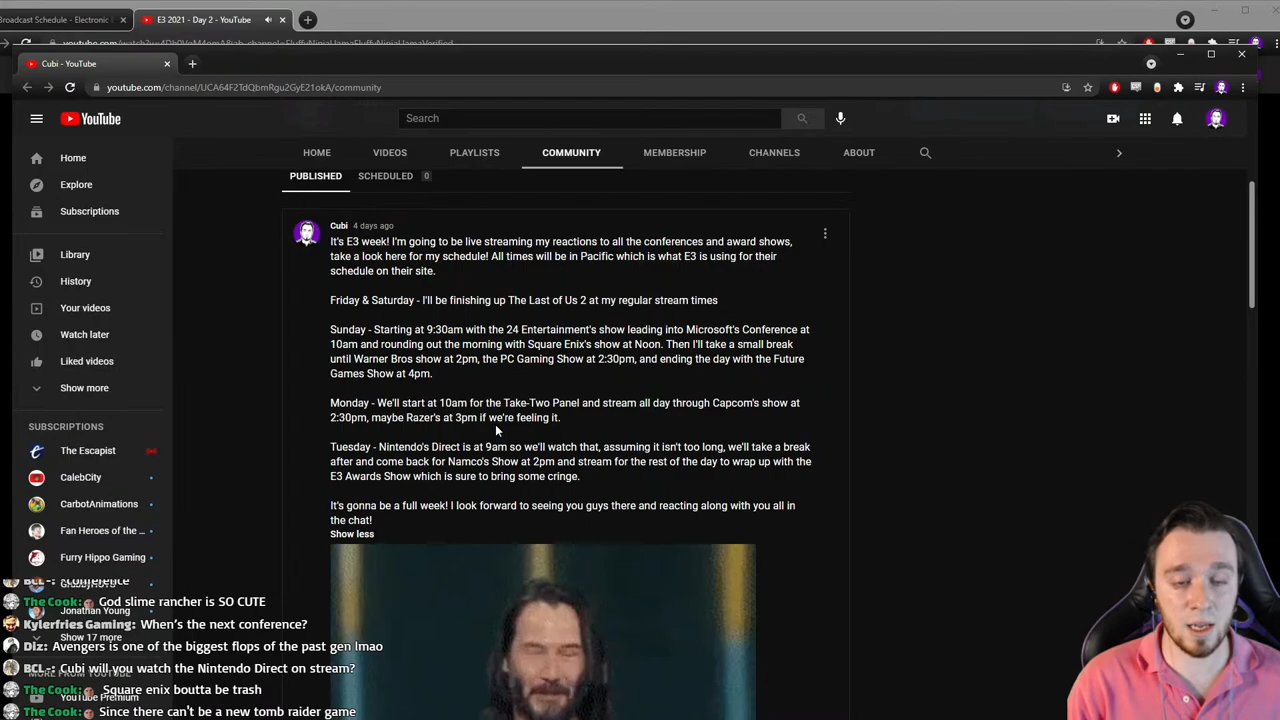 Broadcast Schedule - Electronic
E3 2021 - Day 2 - YouTube
Cubi - YouTube
youtube.com/channel/UCA64F2TdQbmRgu2GyE21okA/community
YouTube
Search
HOME
VIDEOS
PLAYLISTS
COMMUNITY
MEMBERSHIP
CHANNELS
ABOUT
PUBLISHED
SCHEDULED 0
Home
Explore
Subscriptions
Library
History
Your videos
Watch later
Liked videos
Show more
SUBSCRIPTIONS
The Escapist
CalebCity
CarbotAnimations
Fan Heroes of the ...
Furry Hippo Gaming
Jonathan Young
Show 17 more
MORE FROM YOUTUBE
YouTube Premium
Cubi 4 days ago
It's E3 week! I'm going to be live streaming my reactions to all the conferences and award shows,
take a look here for my schedule! All times will be in Pacific which is what E3 is using for their
schedule on their site.
Friday & Saturday - I'll be finishing up The Last of Us 2 at my regular stream times
Sunday - Starting at 9:30am with the 24 Entertainment's show leading into Microsoft's Conference at
10am and rounding out the morning with Square Enix's show at Noon. Then I'll take a small break
until Warner Bros show at 2pm, the PC Gaming Show at 2:30pm, and ending the day with the Future
Games Show at 4pm.
Monday - We'll start at 10am for the Take-Two Panel and stream all day through Capcom's show at
2:30pm, maybe Razer's at 3pm if we're feeling it.
Tuesday - Nintendo's Direct is at 9am so we'll watch that, assuming it isn't too long, we'll take a break
after and come back for Namco's Show at 2pm and stream for the rest of the day to wrap up with the
E3 Awards Show which is sure to bring some cringe.
It's gonna be a full week! I look forward to seeing you guys there and reacting along with you all in
the chat!
Show less
BCL-: conference
The Cook: God slime rancher is SO CUTE
Kylerfries Gaming: When's the next conference?
Diz: Avengers is one of the biggest flops of the past gen lmao
BCL-: Cubi will you watch the Nintendo Direct on stream?
The Cook: Square enix boutta be trash
The Cook: Since there can't be a new tomb raider game